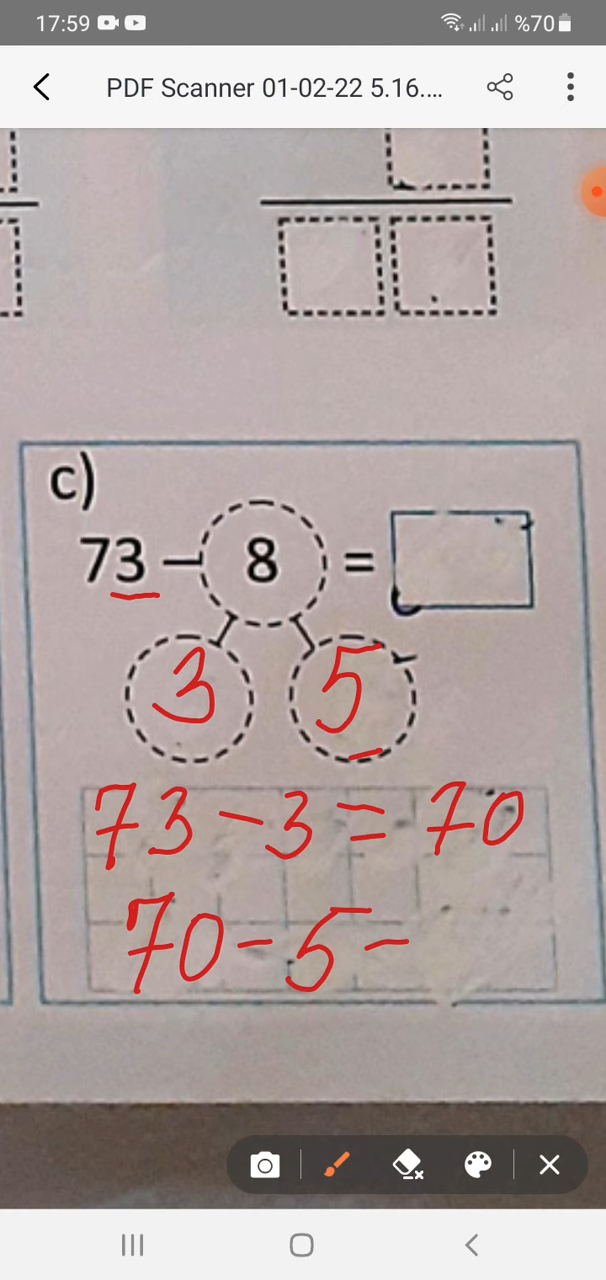 17:59 %70
PDF Scanner 01-02-22 5.16....
c)
73 – 8 =
3 5
73 - 3 = 70
70 - 5 -